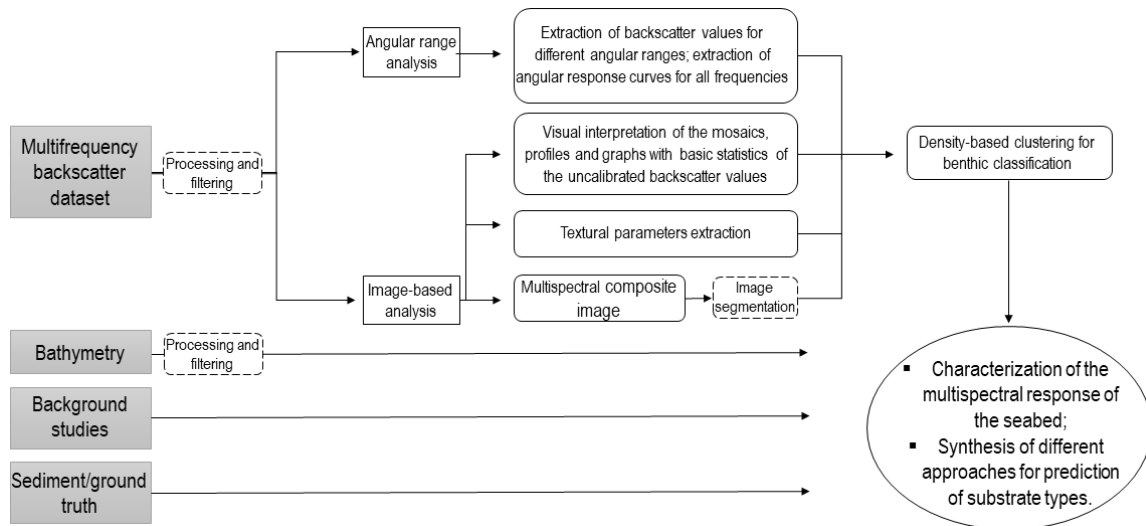 Multifrequency
backscatter
dataset
Processing and
filtering
Angular range
analysis
Extraction of backscatter values for
different angular ranges; extraction of
angular response curves for all frequencies
Visual interpretation of the mosaics,
profiles and graphs with basic statistics of
the uncalibrated backscatter values
Textural parameters extraction
Image-based
analysis
Multispectral composite
image
Image
segmentation
Density-based clustering for
benthic classification
Bathymetry
Processing and
filtering
Background
studies
Sediment/ground
truth
▪ Characterization of the
multispectral response of
the seabed;
▪ Synthesis of different
approaches for prediction
of substrate types.